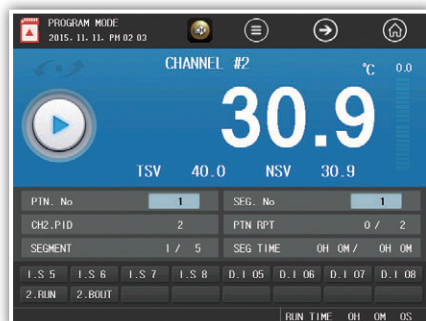 PROGRAM MODE
2015. 11. 11. PM 02 03
CHANNEL #2
℃ 0.0
30.9
TSV 40.0 NSV 30.9
PTN. No 1 SEG. No 1
CH2.PID 2 PTN RPT 0 / 2
SEGMENT 1 / 5 SEG TIME 0H 0M/ 0H 0M
I.S 5 I.S 6 I.S 7 I.S 8 D.I 05 D.I 06 D.I 07 D.I 08
2.RUN 2.BOUT
RUN TIME 0H 0M 0S